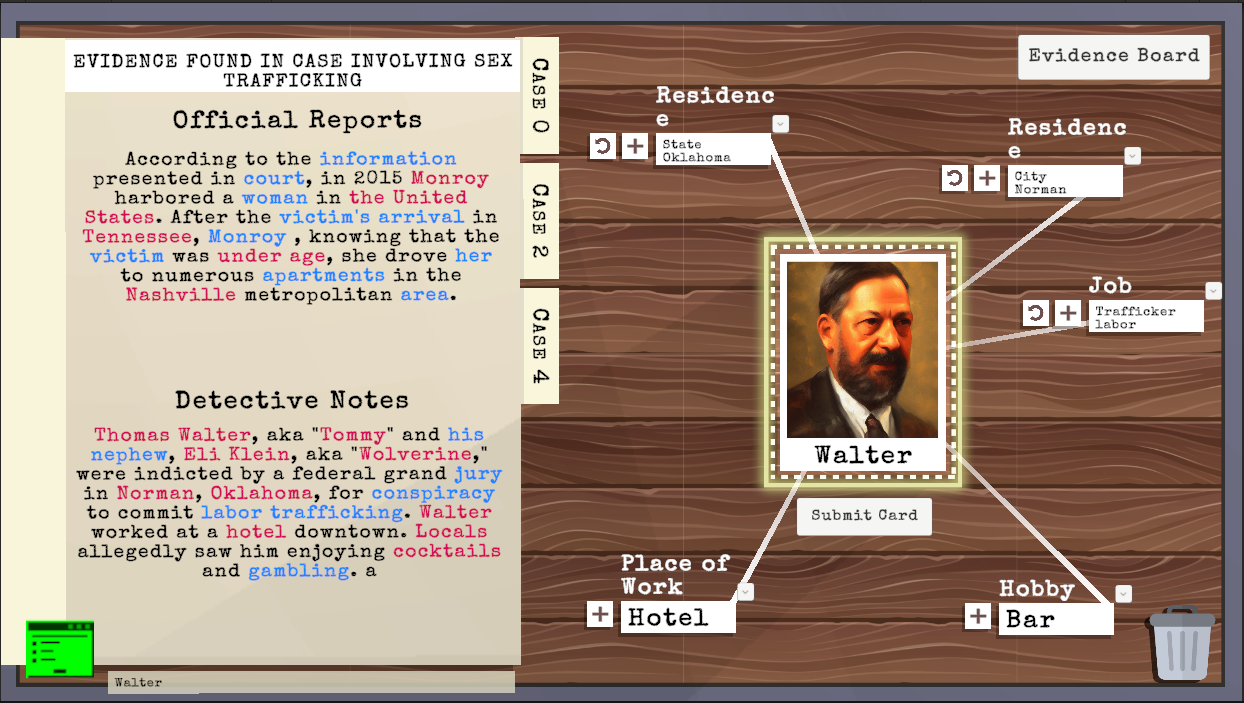 EVIDENCE FOUND IN CASE INVOLVING SEX
TRAFFICKING
Official Reports
According to the information
presented in court, in 2015 Monroy
harbored a woman in the United
States. After the victim's arrival in
Tennessee, Monroy , knowing that the
victim was under age, she drove her
to numerous apartments in the
Nashville metropolitan area.
Detective Notes
Thomas Walter, aka "Tommy" and his
nephew, Eli Klein, aka "Wolverine,"
were indicted by a federal grand jury
in Norman, Oklahoma, for conspiracy
to commit labor trafficking. Walter
worked at a hotel downtown. Locals
allegedly saw him enjoying cocktails
and gambling. a
Walter
CASE 0
CASE 2
CASE 4
Evidence Board
Residenc
e
State
Oklahoma
Residenc
e
City
Norman
Job
Trafficker
labor
Walter
Submit Card
Place of
Work
Hotel
Hobby
Bar